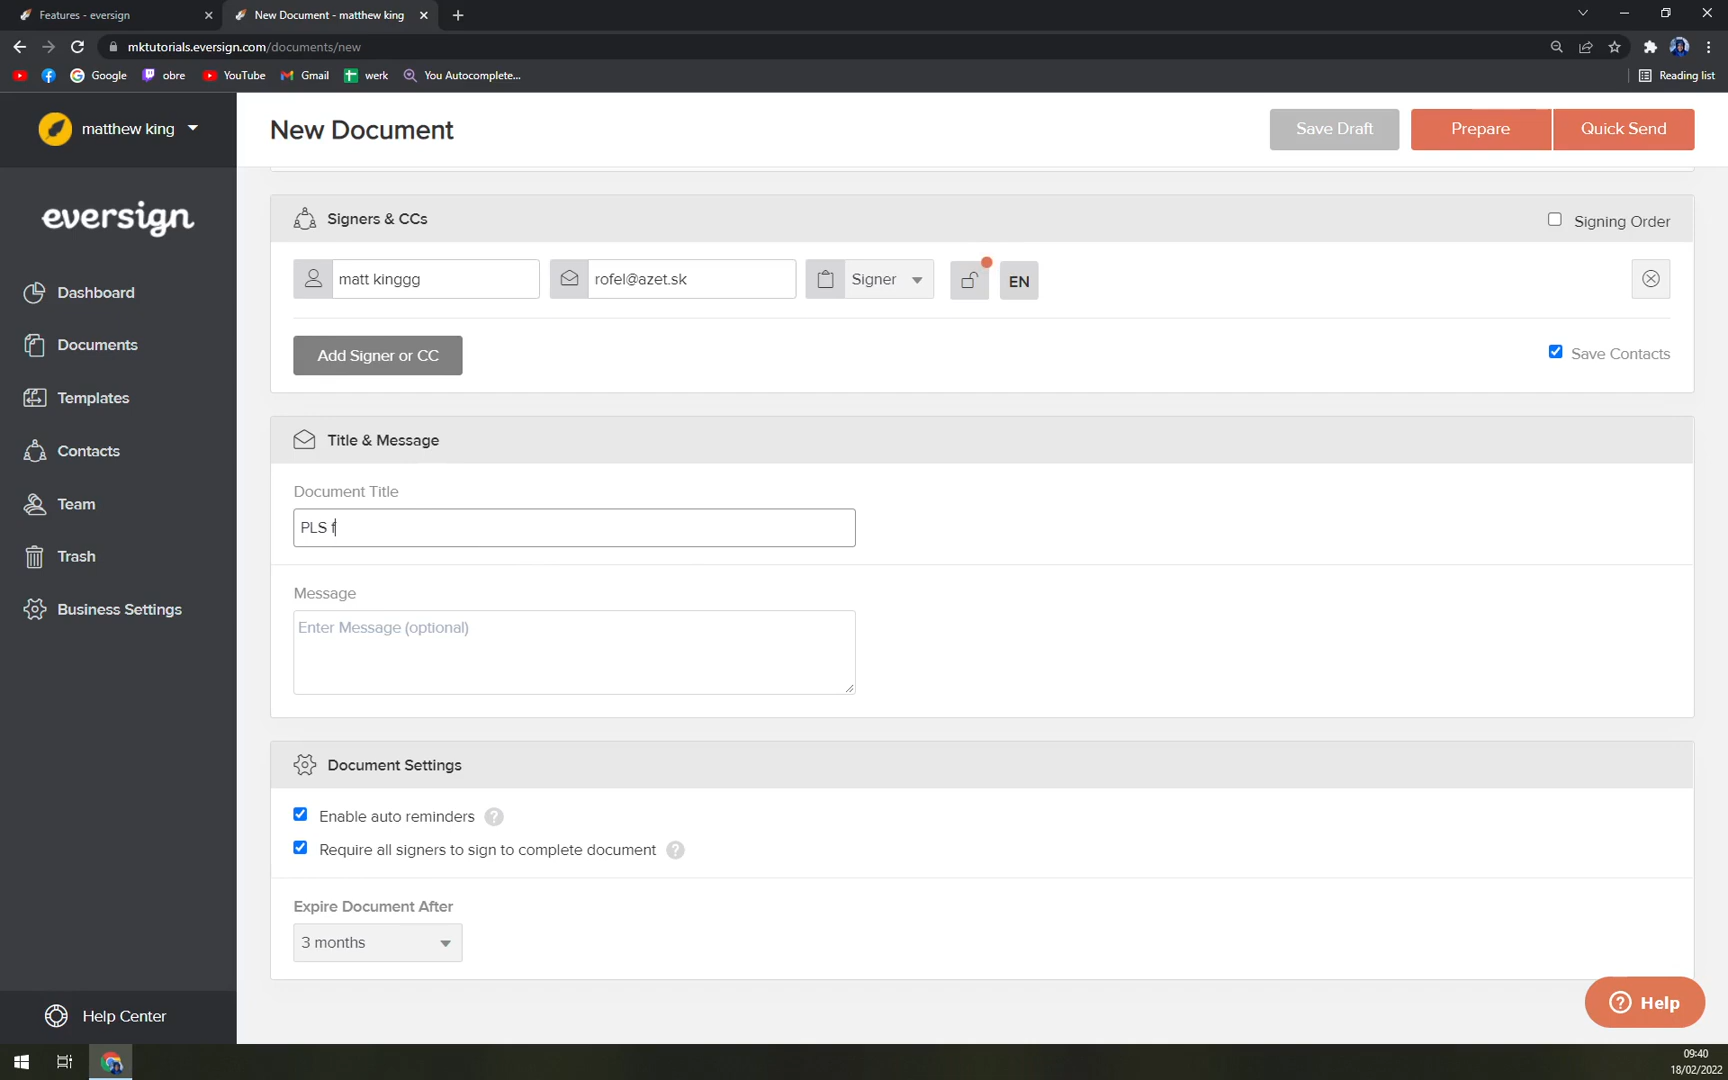 Features - eversign
New Document - matthew king
mktutorials.eversign.com/documents/new
Google
obre
YouTube
Gmail
werk
You Autocomplete...
Reading list
matthew king
New Document
Save Draft
Prepare
Quick Send
eversign
Signers & CCs
Signing Order
matt kinggg
rofel@azet.sk
Signer
EN
Dashboard
Documents
Add Signer or CC
Save Contacts
Templates
Contacts
Title & Message
Document Title
Team
PLS f
Trash
Message
Business Settings
Enter Message (optional)
Document Settings
Enable auto reminders ?
Require all signers to sign to complete document ?
Expire Document After
3 months
Help Center
? Help
09:40
18/02/2022